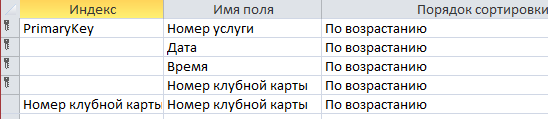 Индекс Имя поля Порядок сортировки
PrimaryKey Номер услуги По возрастанию
Дата По возрастанию
Время По возрастанию
Номер клубной карты По возрастанию
Номер клубной карты Номер клубной карты По возрастанию